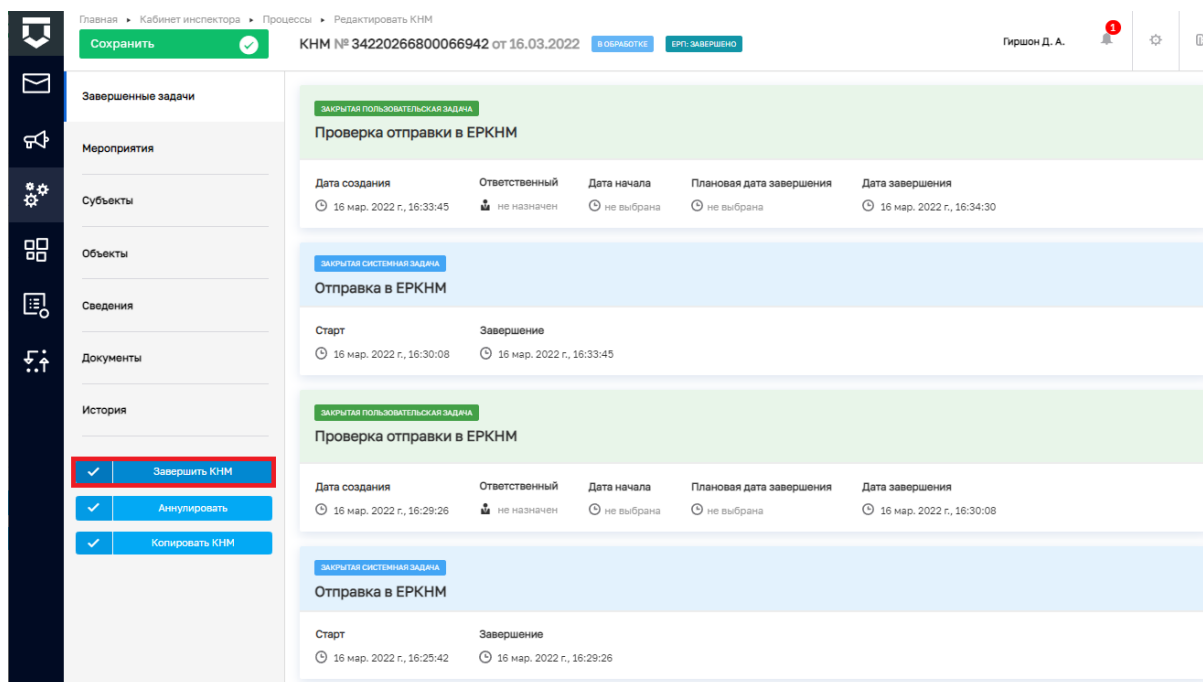 Главная ▸ Кабинет инспектора ▸ Процессы ▸ Редактировать КНМ
Сохранить
КНМ № 34220266800066942 от 16.03.2022 В ОБРАБОТКЕ ЕРП: ЗАВЕРШЕНО
Гиршон Д. А.
1
Завершенные задачи
Мероприятия
Субъекты
Объекты
Сведения
Документы
История
Завершить КНМ
Аннулировать
Копировать КНМ
ЗАКРЫТАЯ ПОЛЬЗОВАТЕЛЬСКАЯ ЗАДАЧА
Проверка отправки в ЕРКНМ
Дата создания Ответственный Дата начала Плановая дата завершения Дата завершения
16 мар. 2022 г., 16:33:45 не назначен не выбрана не выбрана 16 мар. 2022 г., 16:34:30
ЗАКРЫТАЯ СИСТЕМНАЯ ЗАДАЧА
Отправка в ЕРКНМ
Старт Завершение
16 мар. 2022 г., 16:30:08 16 мар. 2022 г., 16:33:45
ЗАКРЫТАЯ ПОЛЬЗОВАТЕЛЬСКАЯ ЗАДАЧА
Проверка отправки в ЕРКНМ
Дата создания Ответственный Дата начала Плановая дата завершения Дата завершения
16 мар. 2022 г., 16:29:26 не назначен не выбрана не выбрана 16 мар. 2022 г., 16:30:08
ЗАКРЫТАЯ СИСТЕМНАЯ ЗАДАЧА
Отправка в ЕРКНМ
Старт Завершение
16 мар. 2022 г., 16:25:42 16 мар. 2022 г., 16:29:26